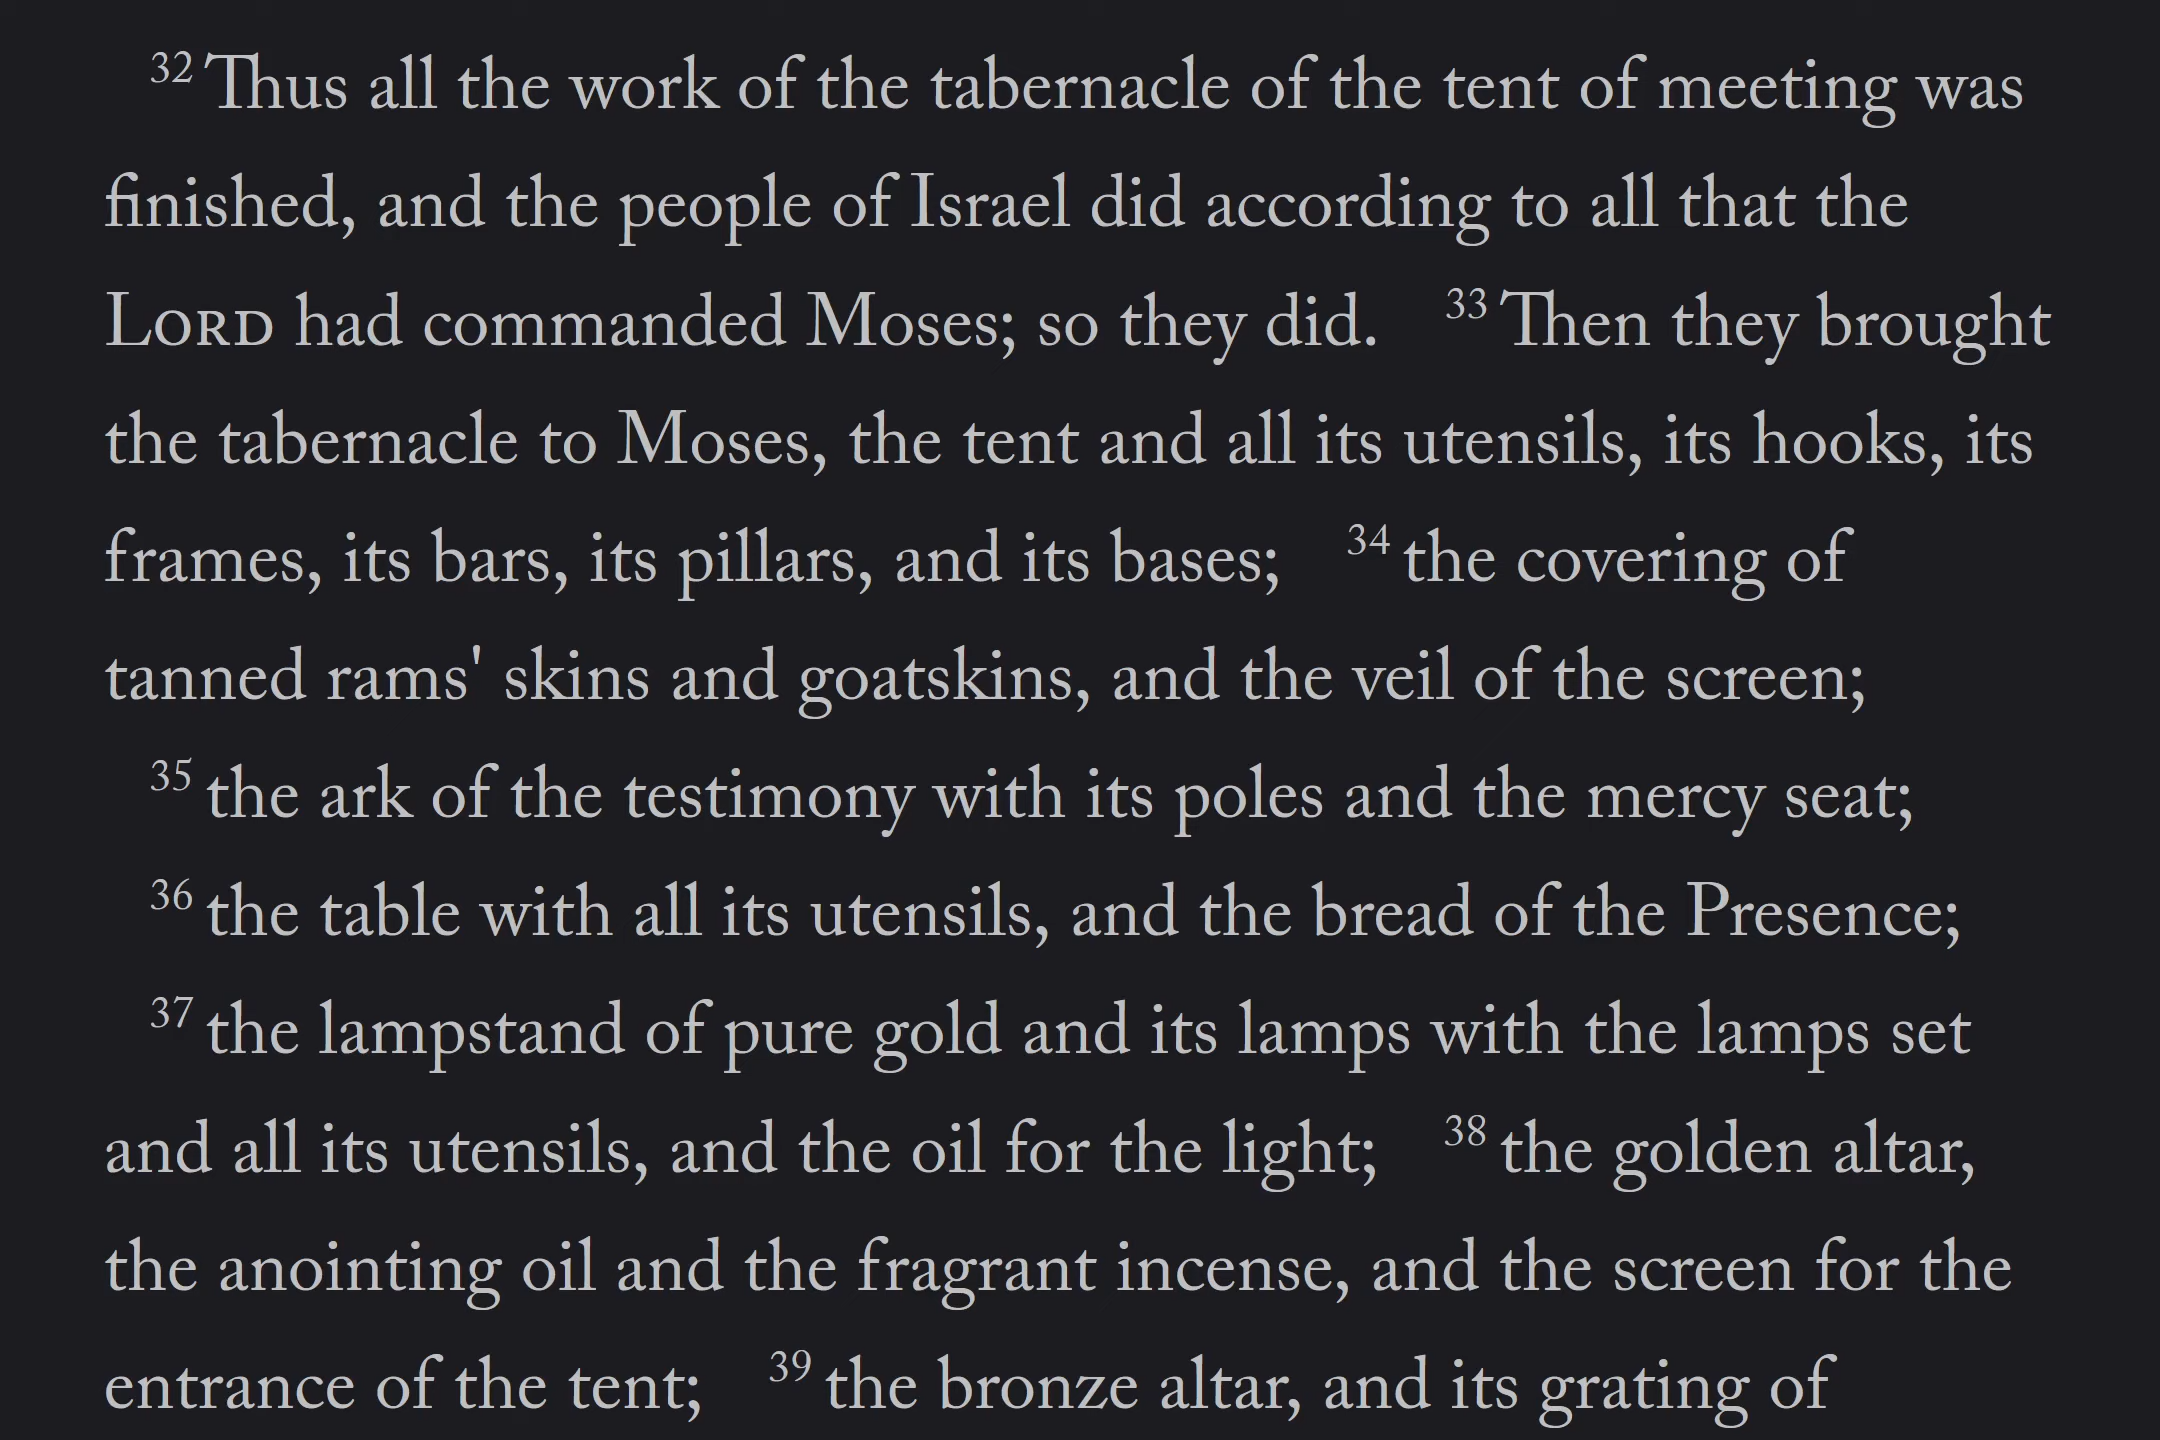 32 Thus all the work of the tabernacle of the tent of meeting was
finished, and the people of Israel did according to all that the
LORD had commanded Moses; so they did. 33 Then they brought
the tabernacle to Moses, the tent and all its utensils, its hooks, its
frames, its bars, its pillars, and its bases; 34 the covering of
tanned rams' skins and goatskins, and the veil of the screen;
35 the ark of the testimony with its poles and the mercy seat;
36 the table with all its utensils, and the bread of the Presence;
37 the lampstand of pure gold and its lamps with the lamps set
and all its utensils, and the oil for the light; 38 the golden altar,
the anointing oil and the fragrant incense, and the screen for the
entrance of the tent; 39 the bronze altar, and its grating of